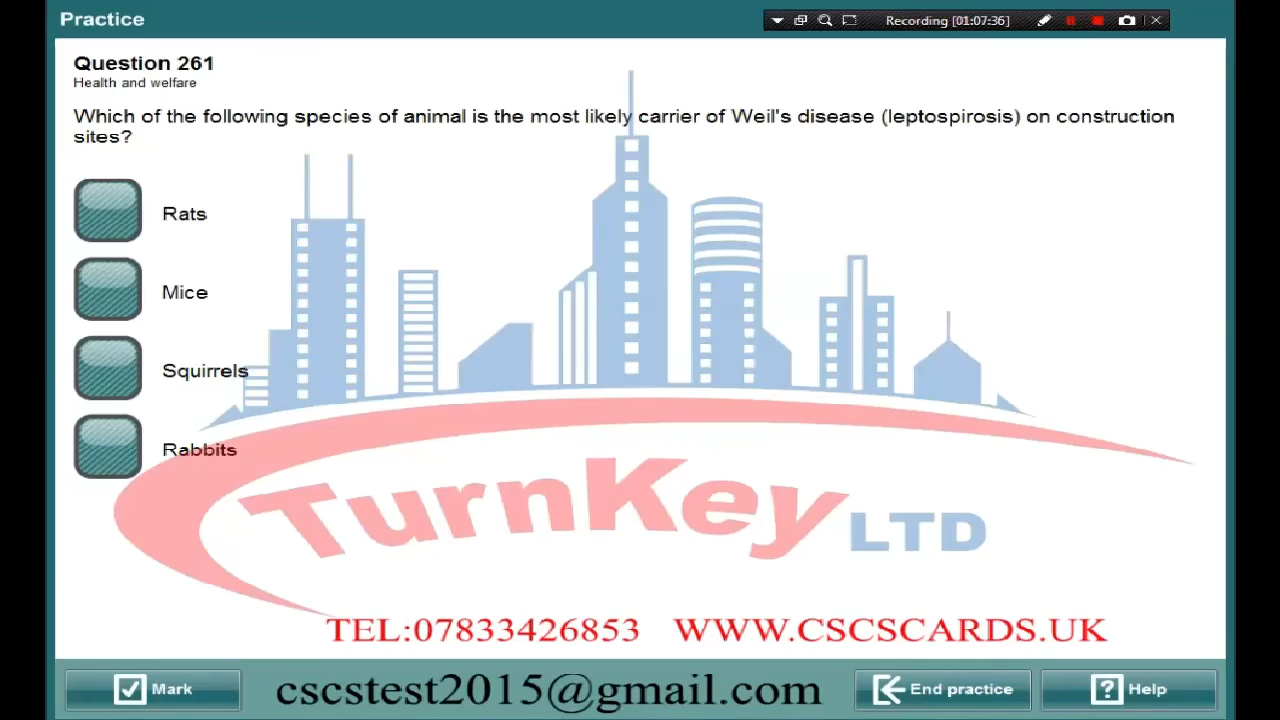 Practice
Recording [01:07:36]
Question 261
Health and welfare
Which of the following species of animal is the most likely carrier of Weil's disease (leptospirosis) on construction
sites?
Rats
Mice
Squirrels
Rabbits
TurnKey LTD
TEL:07833426853 WWW.CSCSCARDS.UK
Mark
cscstest2015@gmail.com
End practice
? Help